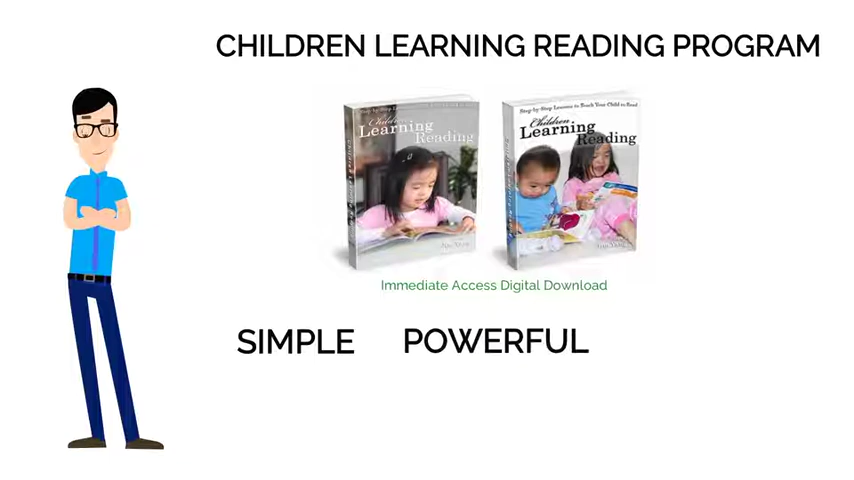 CHILDREN LEARNING READING PROGRAM
Children
Learning
Reading
Step-by-Step Lessons to Teach Your Child to Read
Children
Learning
Reading
Immediate Access Digital Download
SIMPLE POWERFUL